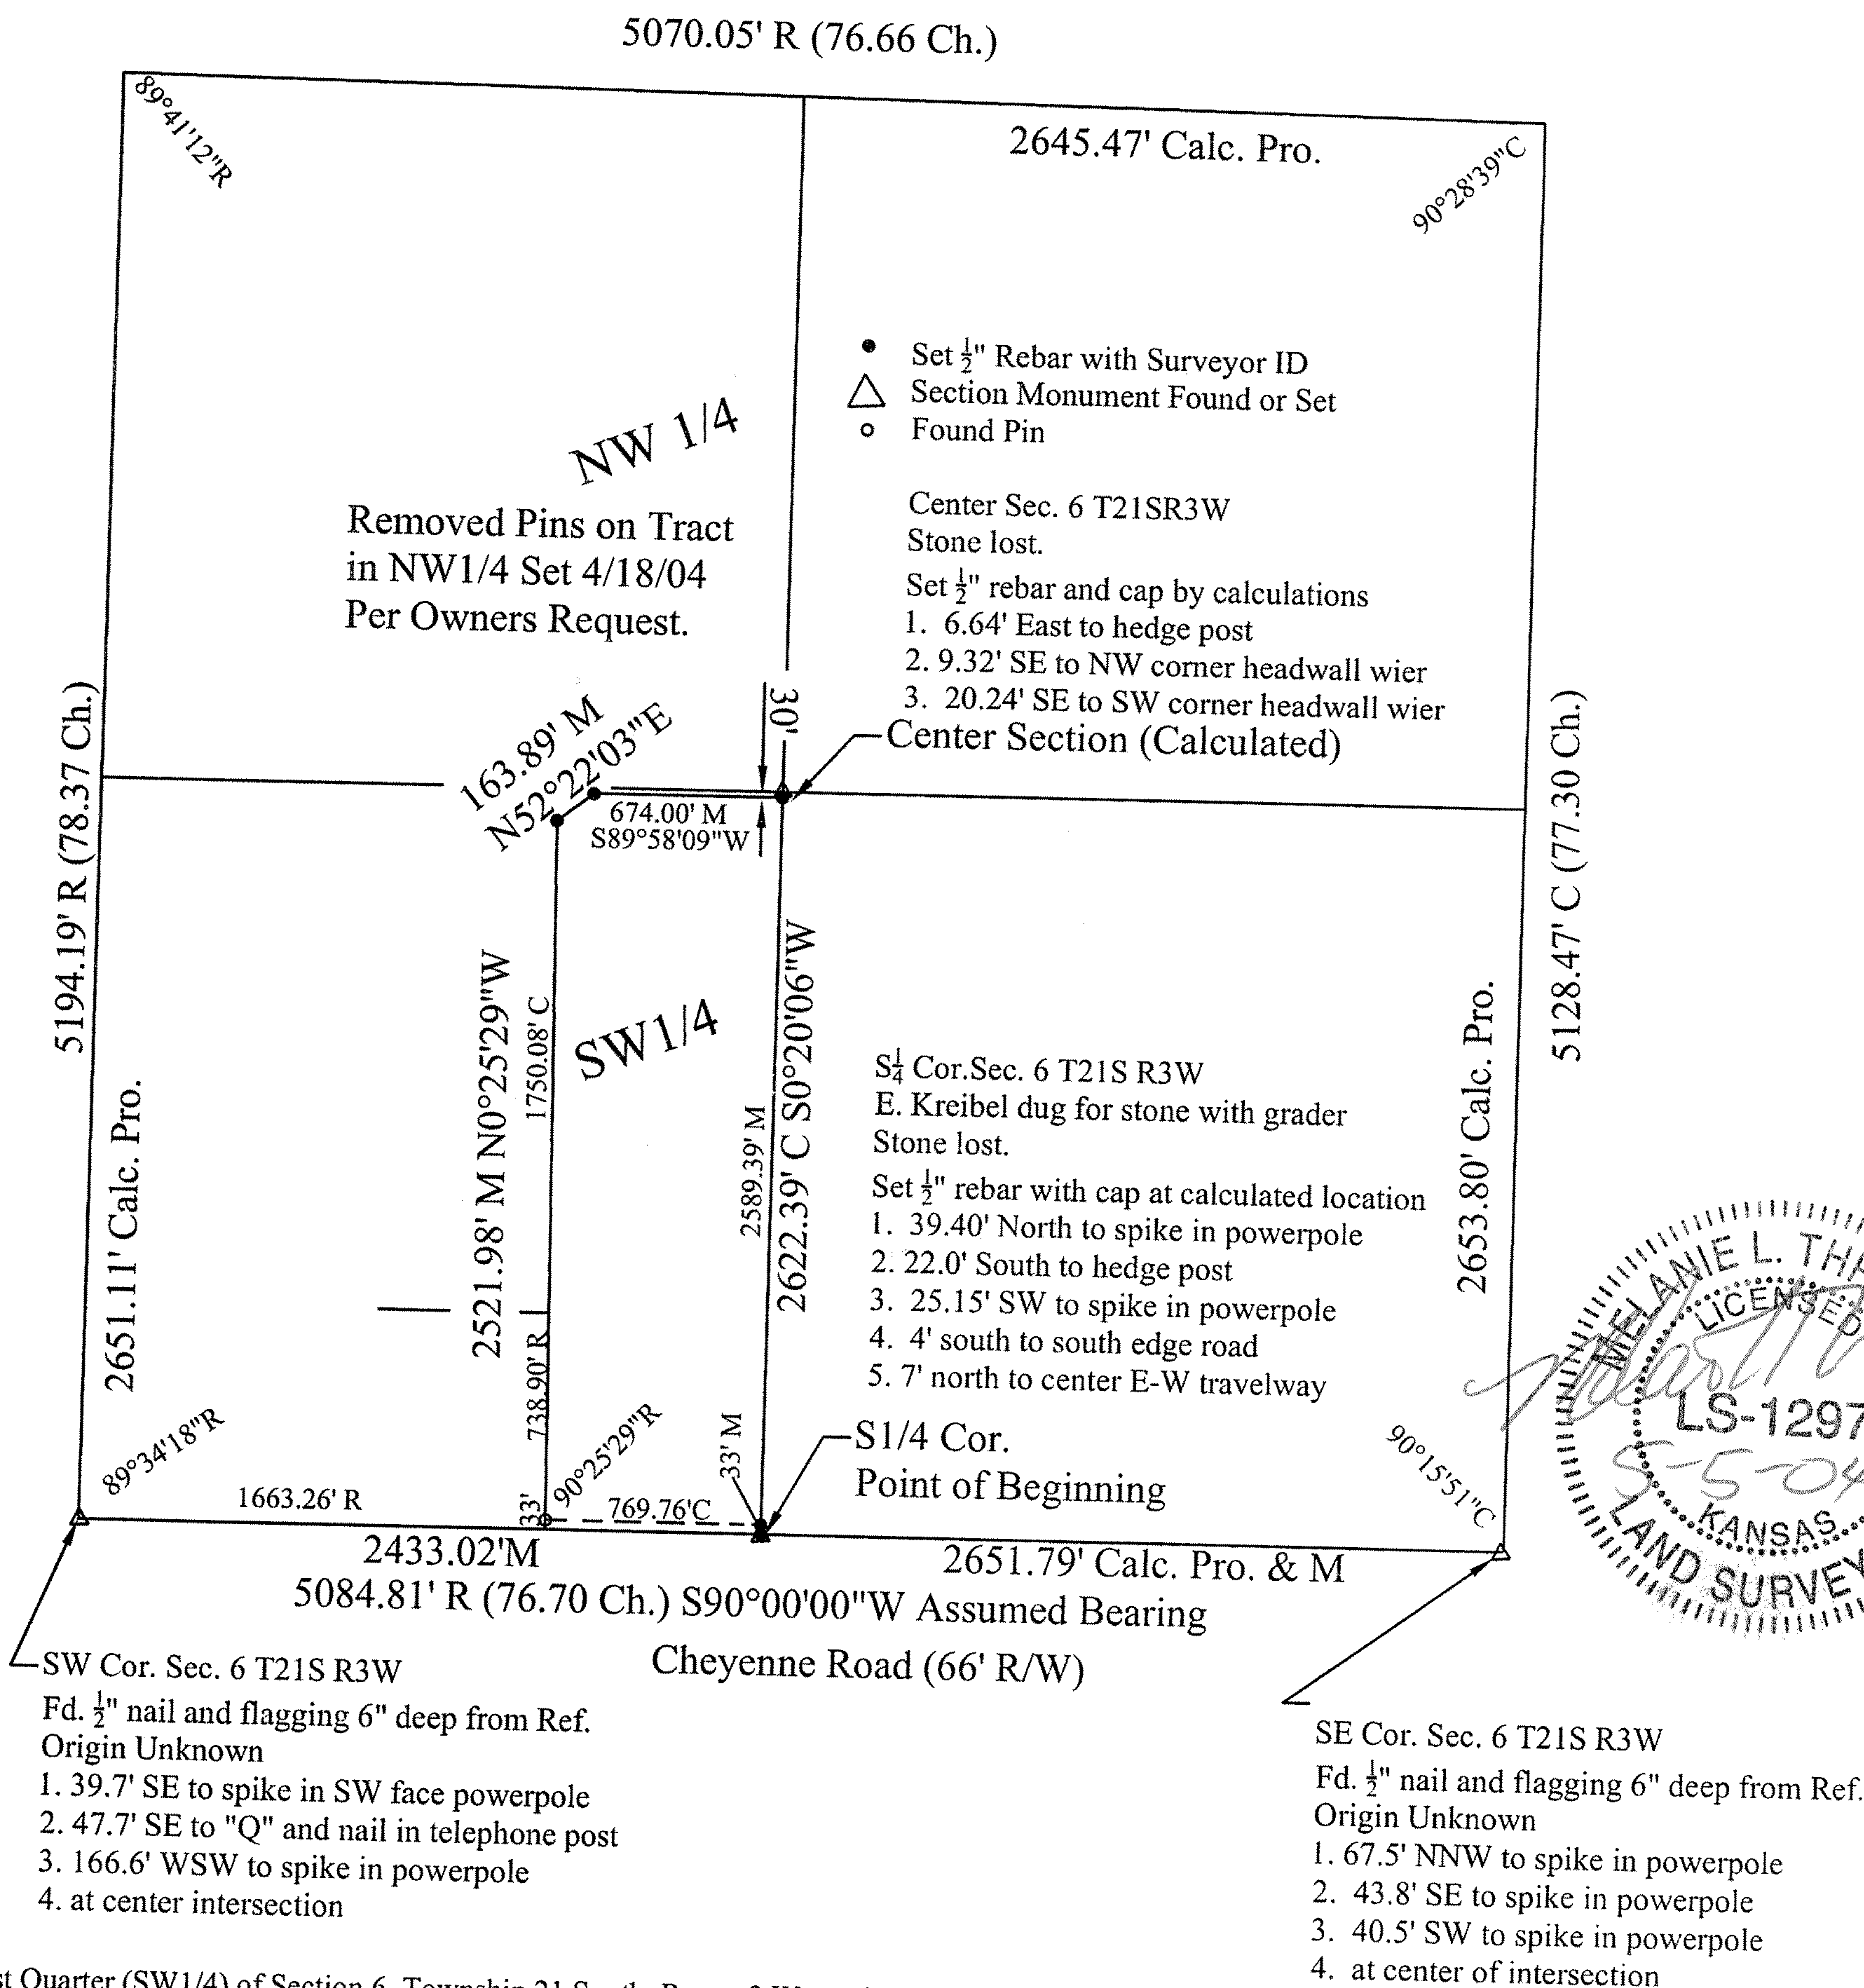 5070.05' R (76.66 Ch.)
89°41'12"R
2645.47' Calc. Pro.
90°28'39"C
Set ½" Rebar with Surveyor ID
Section Monument Found or Set
Found Pin
NW 1/4
Removed Pins on Tract
in NW1/4 Set 4/18/04
Per Owners Request.
Center Sec. 6 T21SR3W
Stone lost.
Set ½" rebar and cap by calculations
1. 6.64' East to hedge post
2. 9.32' SE to NW corner headwall wier
3. 20.24' SE to SW corner headwall wier
Center Section (Calculated)
30'
163.89' M
N52°22'03"E
674.00' M
S89°58'09"W
5194.19' R (78.37 Ch.)
5128.47' C (77.30 Ch.)
2521.98' M N0°25'29"W
1750.08' C
SW1/4
2589.39' M
2622.39' C S0°20'06"W
2651.11' Calc. Pro.
2653.80' Calc. Pro.
S¼ Cor.Sec. 6 T21S R3W
E. Kreibel dug for stone with grader
Stone lost.
Set ½" rebar with cap at calculated location
1. 39.40' North to spike in powerpole
2. 22.0' South to hedge post
3. 25.15' SW to spike in powerpole
4. 4' south to south edge road
5. 7' north to center E-W travelway
738.90' R
89°34'18"R
90°25'29"R
33' M
S1/4 Cor.
Point of Beginning
90°15'51"C
1663.26' R
33'
769.76'C
2433.02'M
2651.79' Calc. Pro. & M
5084.81' R (76.70 Ch.) S90°00'00"W Assumed Bearing
Cheyenne Road (66' R/W)
MELANIE L.
LICENSED
LS-1297
5-5-04
KANSAS
LAND
SW Cor. Sec. 6 T21S R3W
Fd. ½" nail and flagging 6" deep from Ref.
Origin Unknown
1. 39.7' SE to spike in SW face powerpole
2. 47.7' SE to "Q" and nail in telephone post
3. 166.6' WSW to spike in powerpole
4. at center intersection
SE Cor. Sec. 6 T21S R3W
Fd. ½" nail and flagging 6" deep from Ref.
Origin Unknown
1. 67.5' NNW to spike in powerpole
2. 43.8' SE to spike in powerpole
3. 40.5' SW to spike in powerpole
4. at center of intersection
Quarter (SW1/4) of Section 6, Township 21 South